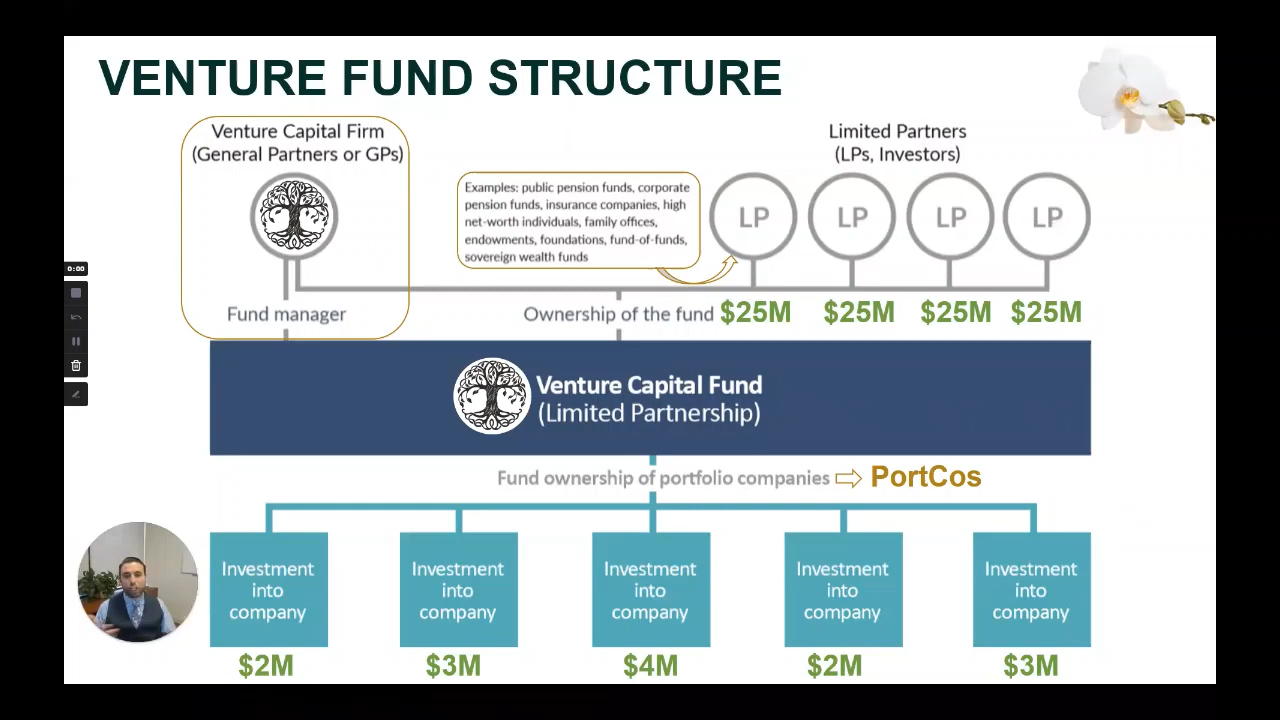 VENTURE FUND STRUCTURE
Venture Capital Firm
(General Partners or GPs)
Fund manager
Examples: public pension funds, corporate
pension funds, insurance companies, high
net-worth individuals, family offices,
endowments, foundations, fund-of-funds,
sovereign wealth funds
Limited Partners
(LPs, Investors)
LP LP LP LP
Ownership of the fund $25M $25M $25M $25M
0:00
Venture Capital Fund
(Limited Partnership)
Fund ownership of portfolio companies PortCos
Investment
into
company
$2M
Investment
into
company
$3M
Investment
into
company
$4M
Investment
into
company
$2M
Investment
into
company
$3M